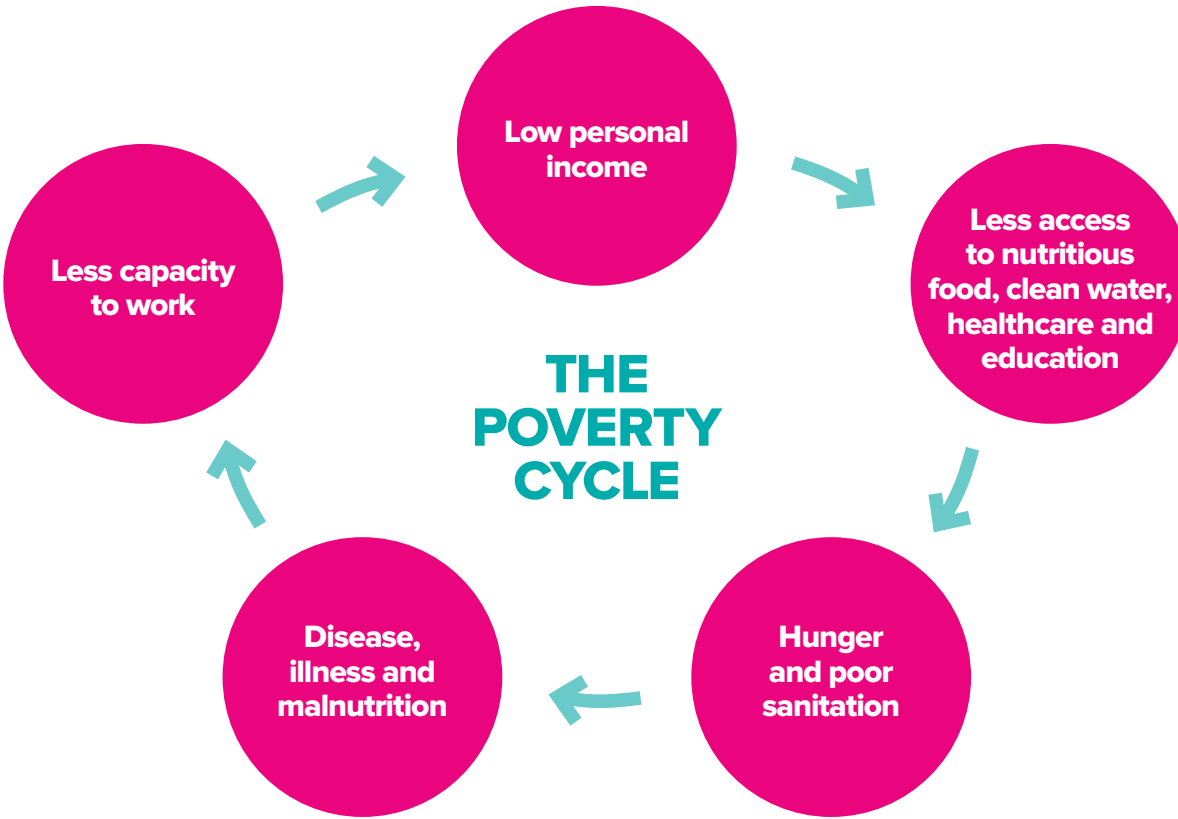 Low personal
income
Less access
to nutritious
food, clean water,
healthcare and
education
Hunger
and poor
sanitation
Disease,
illness and
malnutrition
Less capacity
to work
THE
POVERTY
CYCLE